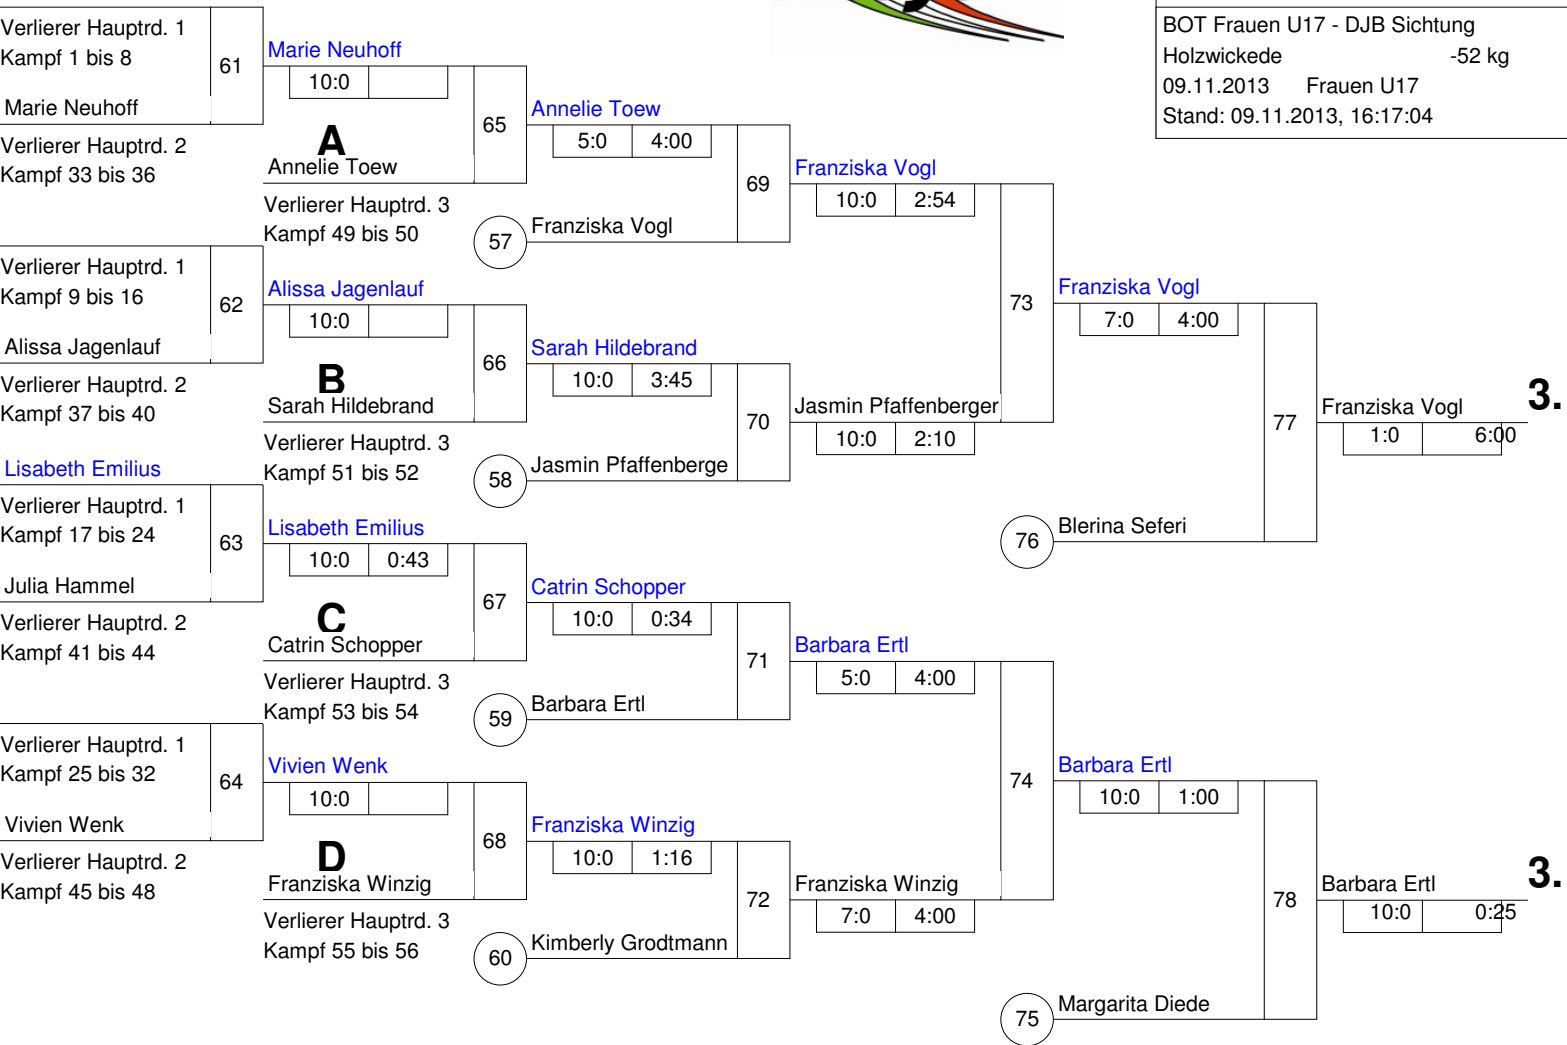 BOT Frauen U17 - DJB Sichtung
Holzwickede -52 kg
09.11.2013 Frauen U17
Stand: 09.11.2013, 16:17:04
Verlierer Hauptrd. 1
Kampf 1 bis 8
61
Marie Neuhoff
Verlierer Hauptrd. 2
Kampf 33 bis 36
Verlierer Hauptrd. 1
Kampf 9 bis 16
62
Alissa Jagenlauf
Verlierer Hauptrd. 2
Kampf 37 bis 40
Lisabeth Emilius
Verlierer Hauptrd. 1
Kampf 17 bis 24
63
Julia Hammel
Verlierer Hauptrd. 2
Kampf 41 bis 44
Verlierer Hauptrd. 1
Kampf 25 bis 32
64
Vivien Wenk
Verlierer Hauptrd. 2
Kampf 45 bis 48
Marie Neuhoff
10:0
65
A
Annelie Toew
Verlierer Hauptrd. 3
Kampf 49 bis 50
Alissa Jagenlauf
10:0
66
B
Sarah Hildebrand
Verlierer Hauptrd. 3
Kampf 51 bis 52
Lisabeth Emilius
10:0 0:43
67
C
Catrin Schopper
Verlierer Hauptrd. 3
Kampf 53 bis 54
Vivien Wenk
10:0
68
D
Franziska Winzig
Verlierer Hauptrd. 3
Kampf 55 bis 56
Annelie Toew
5:0 4:00
69
57 Franziska Vogl
Sarah Hildebrand
10:0 3:45
70
58 Jasmin Pfaffenberge
Catrin Schopper
10:0 0:34
71
59 Barbara Ertl
Franziska Winzig
10:0 1:16
72
60 Kimberly Grodtmann
Franziska Vogl
10:0 2:54
73
Jasmin Pfaffenberger
10:0 2:10
Barbara Ertl
5:0 4:00
74
Franziska Winzig
7:0 4:00
Franziska Vogl
7:0 4:00
77
76 Blerina Seferi
Barbara Ertl
10:0 1:00
78
75 Margarita Diede
Franziska Vogl 3.
1:0 6:00
Barbara Ertl 3.
10:0 0:25